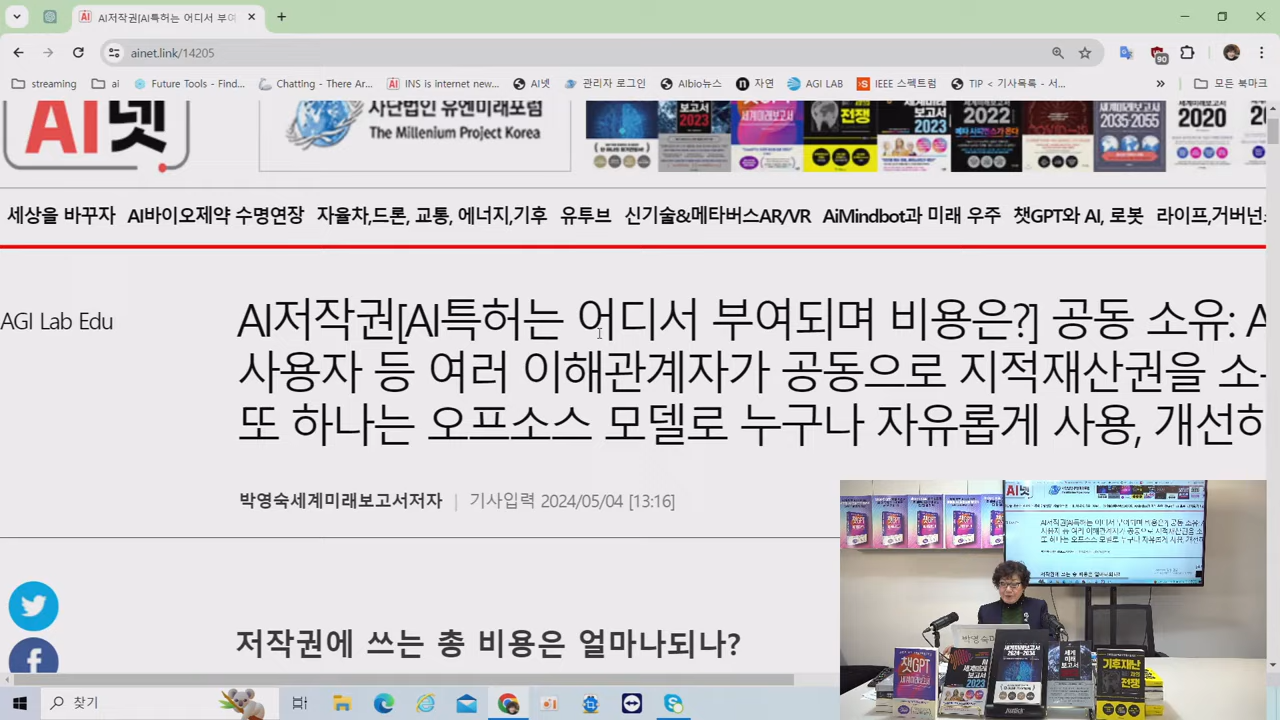 AI저작권[AI특허는 어디서 부여
ainet.link/14205
90
streaming ai Future Tools - Find... Chatting - There Ar... INS is internet new... AI넷 관리자 로그인 AIbio뉴스 자연 AGI LAB IEEE 스펙트럼 TIP < 기사목록 - 서... » 모든 북마크
AI넷
사단법인 유엔미래포럼
The Millenium Project Korea
세상을 바꾸자 AI바이오제약 수명연장 자율차,드론, 교통, 에너지,기후 유투브 신기술&메타버스AR/VR AiMindbot과 미래 우주 챗GPT와 AI, 로봇 라이프,거버넌
AGI Lab Edu
AI저작권[AI특허는 어디서 부여되며 비용은?] 공동 소유: A
사용자 등 여러 이해관계자가 공동으로 지적재산권을 소
또 하나는 오프소스 모델로 누구나 자유롭게 사용, 개선하
박영숙세계미래보고서저자 | 기사입력 2024/05/04 [13:16]
저작권에 쓰는 총 비용은 얼마나되나?
찾기